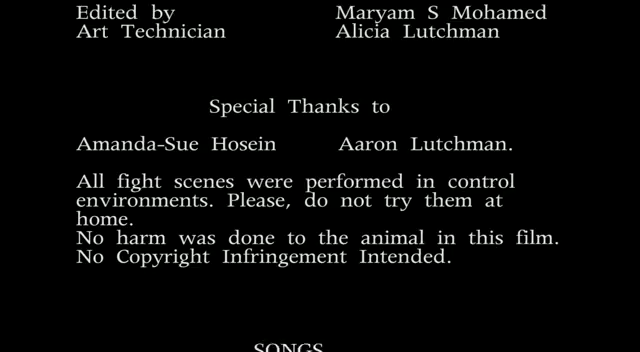 Edited by Maryam S Mohamed
Art Technician Alicia Lutchman
Special Thanks to
Amanda-Sue Hosein Aaron Lutchman.
All fight scenes were performed in control
environments. Please, do not try them at
home.
No harm was done to the animal in this film.
No Copyright Infringement Intended.
SONGS